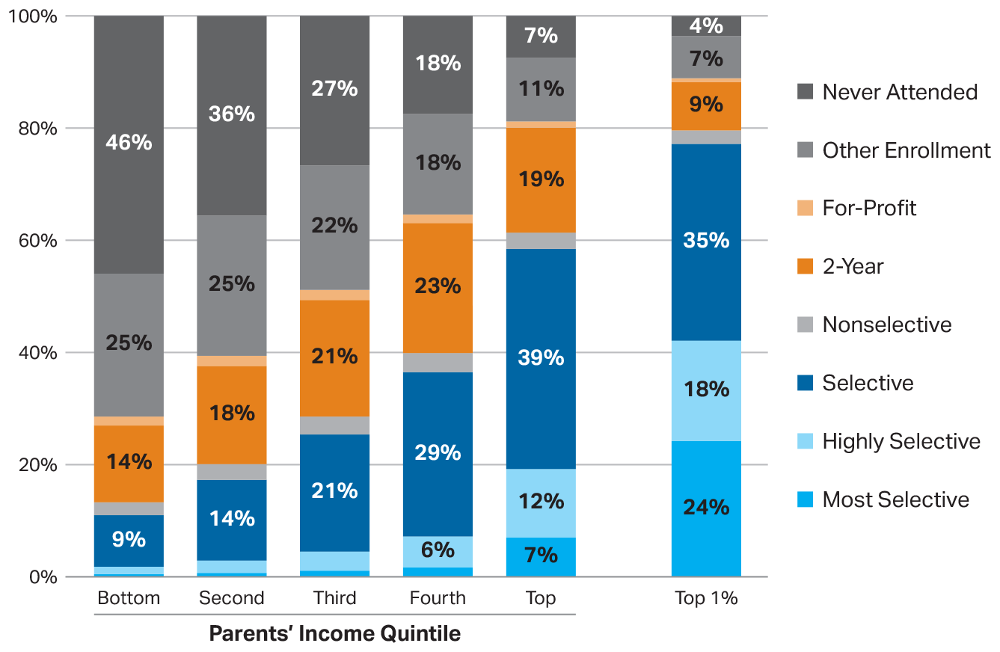 100%
80%
60%
40%
20%
0%
46%
25%
14%
9%
36%
25%
18%
14%
27%
22%
21%
21%
18%
18%
23%
29%
6%
7%
11%
19%
39%
12%
7%
4%
7%
9%
35%
18%
24%
Bottom
Second
Third
Fourth
Top
Top 1%
Parents’ Income Quintile
Never Attended
Other Enrollment
For-Profit
2-Year
Nonselective
Selective
Highly Selective
Most Selective